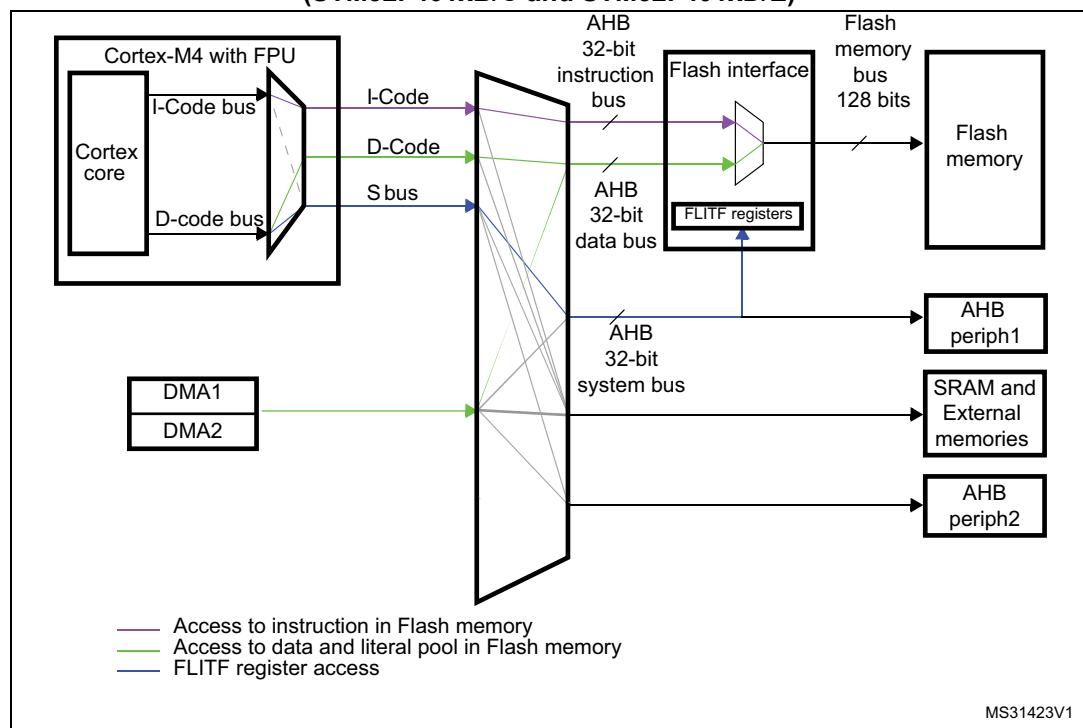 Cortex-M4 with FPU
Cortex
core
I-Code bus
D-code bus
I-Code
D-Code
S bus
DMA1
DMA2
AHB
32-bit
instruction
bus
AHB
32-bit
data bus
AHB
32-bit
system bus
Flash interface
FLITF registers
Flash
memory
bus
128 bits
Flash
memory
AHB
periph1
SRAM and
External
memories
AHB
periph2
Access to instruction in Flash memory
Access to data and literal pool in Flash memory
FLITF register access
MS31423V1